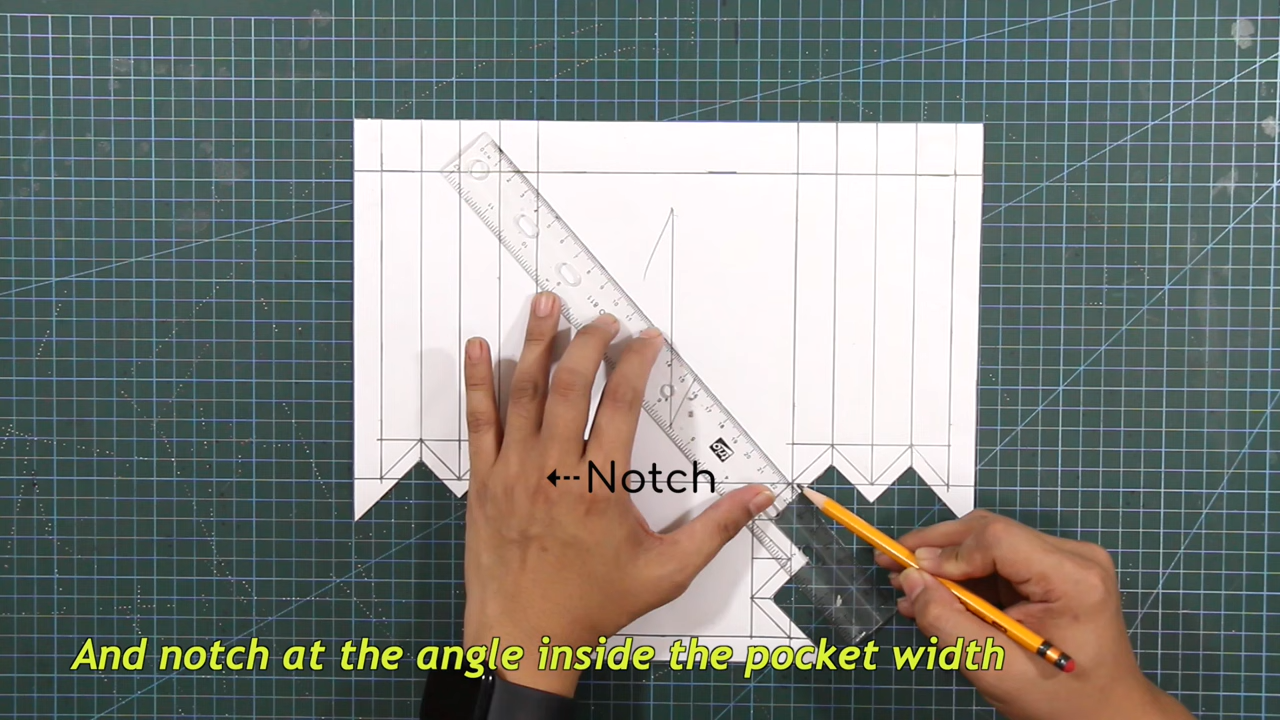 ⇠Notch
And notch at the angle inside the pocket width